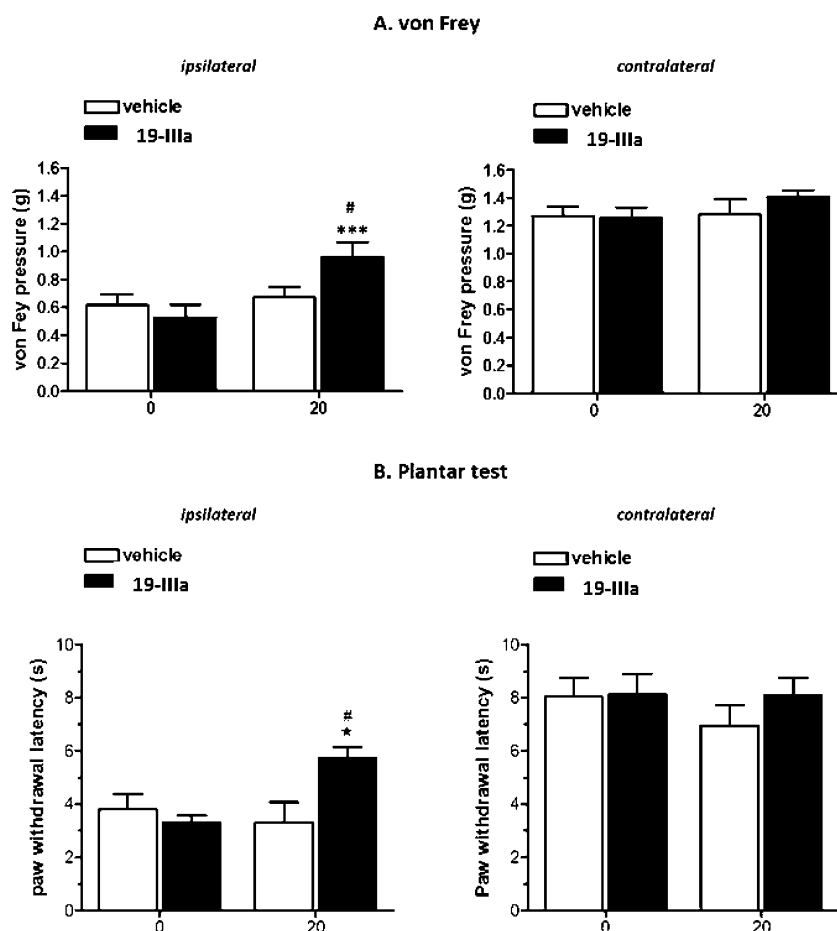 A. von Frey
ipsilateral
vehicle
19-IIIa
von Fey pressure (g)
1.6
1.4
1.2
1.0
0.8
0.6
0.4
0.2
0.0
#
***
0
20
contralateral
vehicle
19-IIIa
von Frey pressure (g)
1.6
1.4
1.2
1.0
1.2
0.6
0.4
0.2
0.0
0
20
B. Plantar test
ipsilateral
vehicle
19-IIIa
paw withdrawal latency (s)
10
8
6
4
2
0
#
*
0
20
contralateral
vehicle
19-IIIa
Paw withdrawal latency (s)
10
8
6
4
2
0
0
20